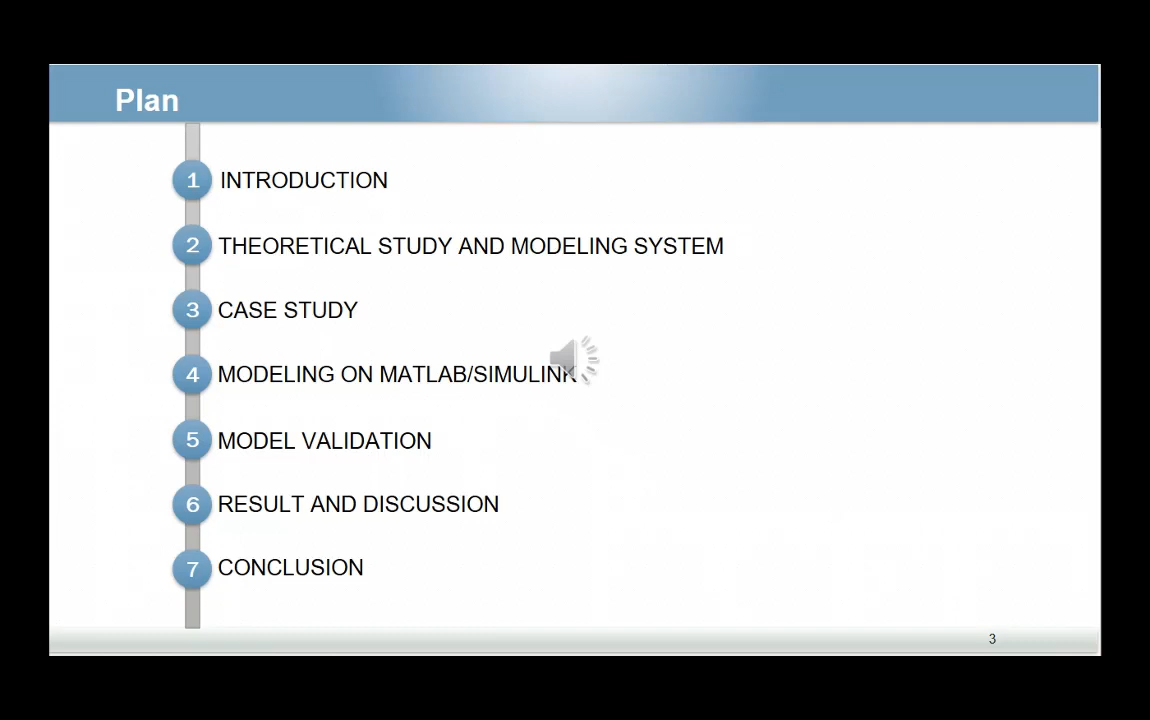 Plan
1 INTRODUCTION
2 THEORETICAL STUDY AND MODELING SYSTEM
3 CASE STUDY
4 MODELING ON MATLAB/SIMULINK
5 MODEL VALIDATION
6 RESULT AND DISCUSSION
7 CONCLUSION
3